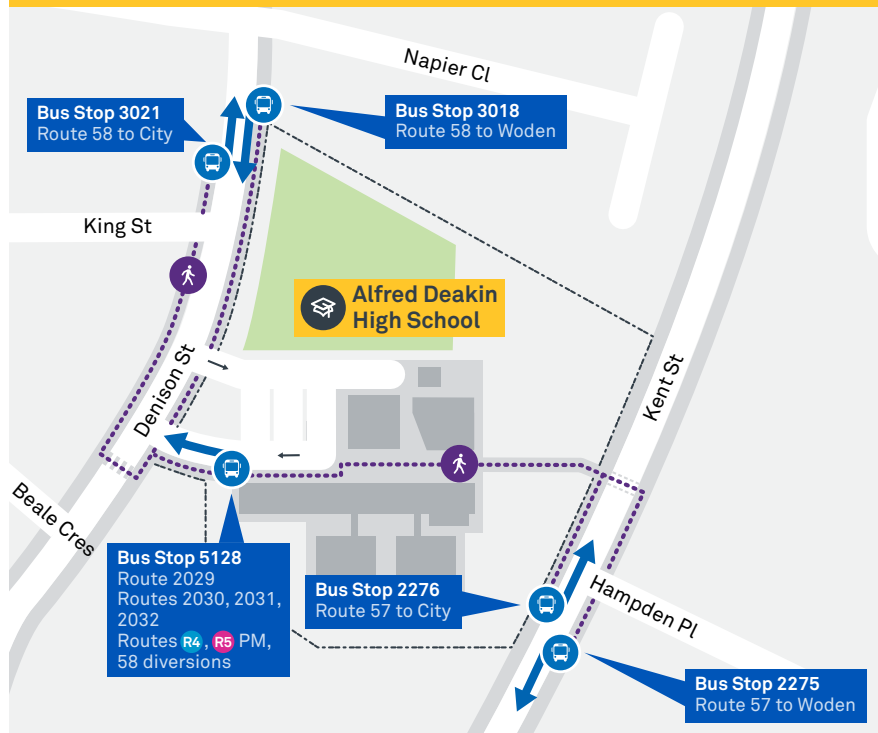 Napier Cl
Bus Stop 3021
Route 58 to City
Bus Stop 3018
Route 58 to Woden
King St
Alfred Deakin
High School
Denison St
Kent St
Beale Cres
Bus Stop 5128
Route 2029
Routes 2030, 2031,
2032
Routes R4, R5 PM,
58 diversions
Bus Stop 2276
Route 57 to City
Hampden Pl
Bus Stop 2275
Route 57 to Woden